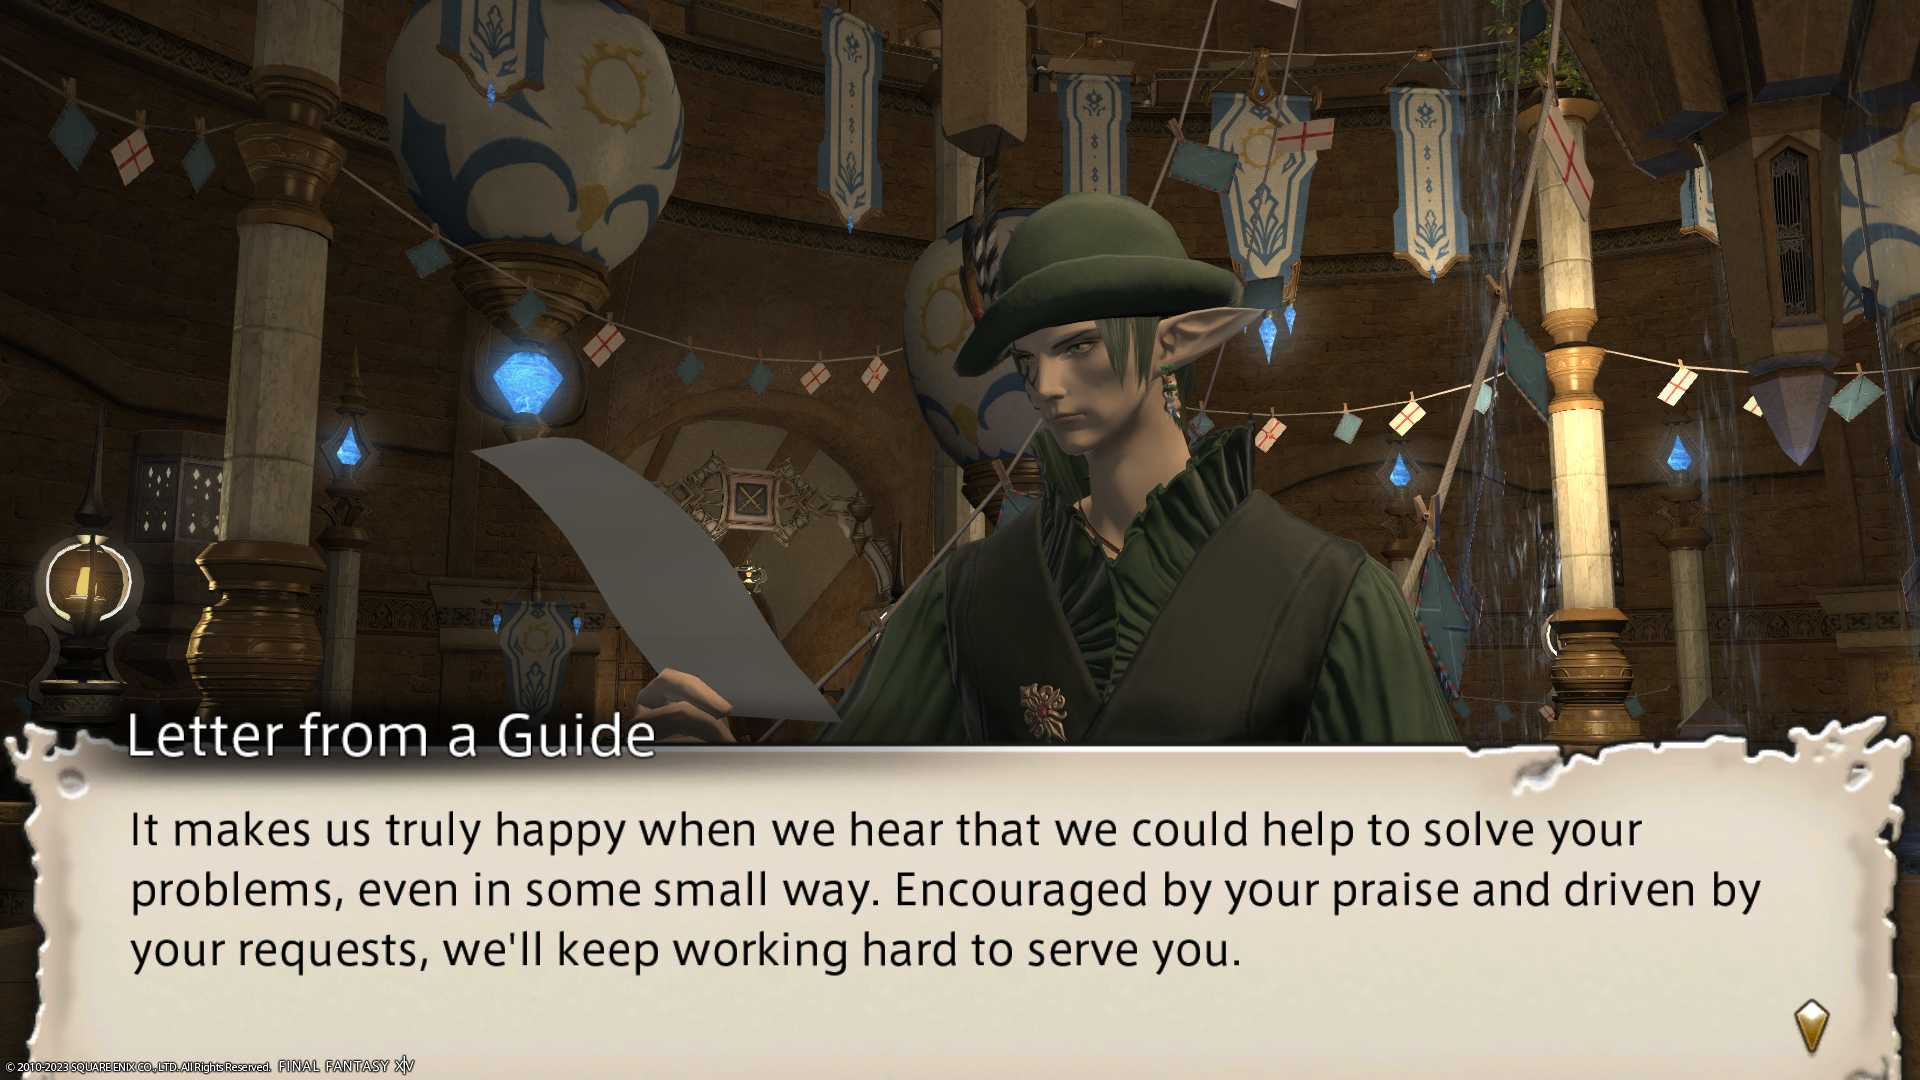 Letter from a Guide
It makes us truly happy when we hear that we could help to solve your
problems, even in some small way. Encouraged by your praise and driven by
your requests, we'll keep working hard to serve you.
© 2010-2023 SQUARE ENIX CO., LTD. All Rights Reserved. FINAL FANTASY XIV